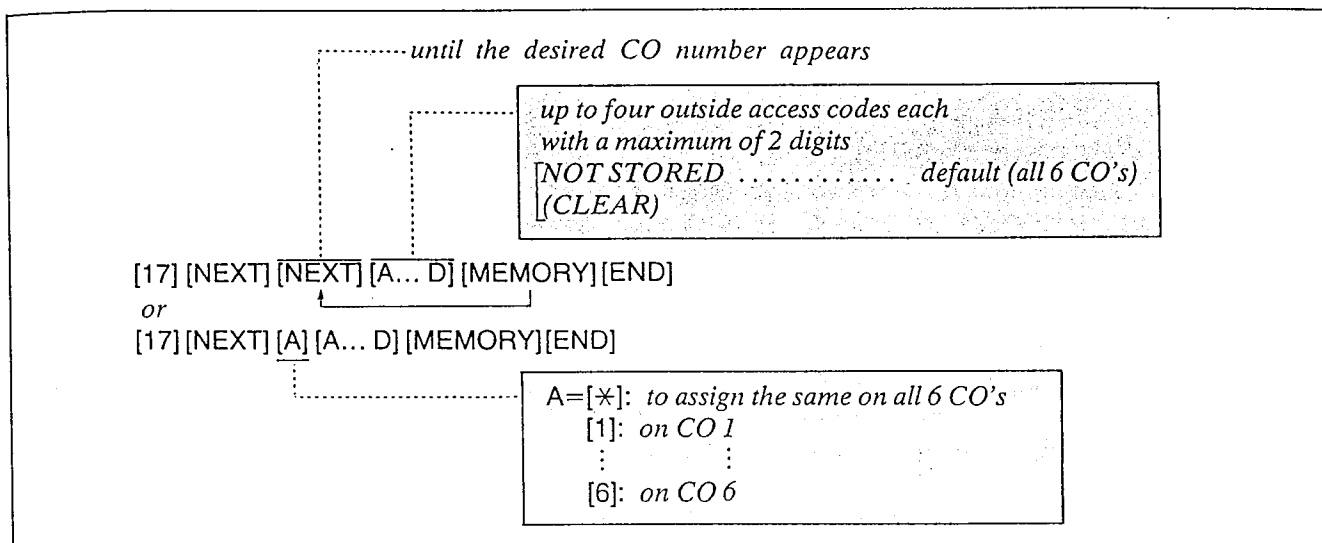 until the desired CO number appears
up to four outside access codes each
with a maximum of 2 digits
NOT STORED ............ default (all 6 CO's)
(CLEAR)
[17] [NEXT] [NEXT] [A... D] [MEMORY] [END]
or
[17] [NEXT] [A] [A... D] [MEMORY] [END]
A=[*]: to assign the same on all 6 CO's
[1]: on CO 1
⋮ ⋮
[6]: on CO 6